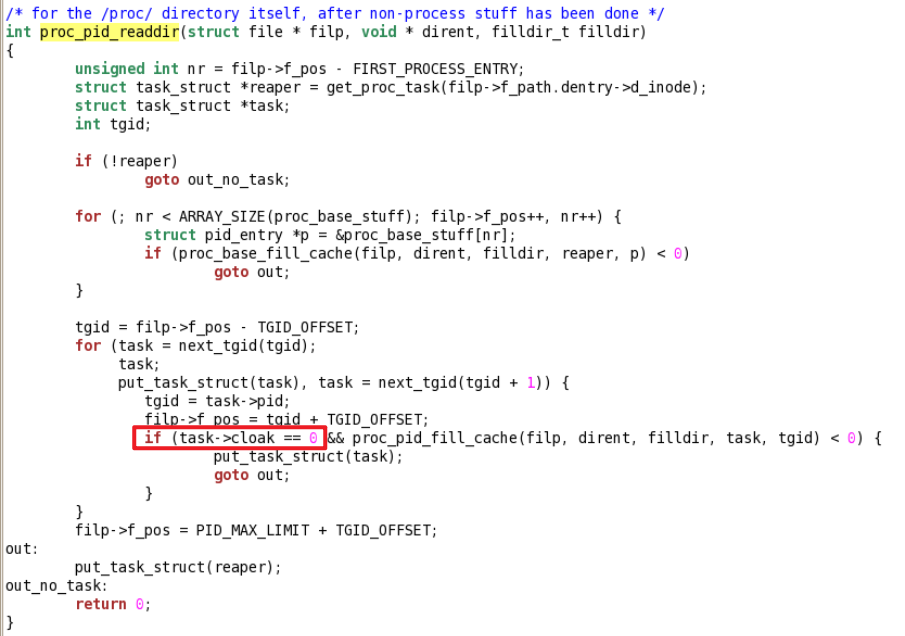 /* for the /proc/ directory itself, after non-process stuff has been done */
int proc_pid_readdir(struct file * filp, void * dirent, filldir_t filldir)
{
        unsigned int nr = filp->f_pos - FIRST_PROCESS_ENTRY;
        struct task_struct *reaper = get_proc_task(filp->f_path.dentry->d_inode);
        struct task_struct *task;
        int tgid;

        if (!reaper)
                goto out_no_task;

        for (; nr < ARRAY_SIZE(proc_base_stuff); filp->f_pos++, nr++) {
                struct pid_entry *p = &proc_base_stuff[nr];
                if (proc_base_fill_cache(filp, dirent, filldir, reaper, p) < 0)
                        goto out;
        }

        tgid = filp->f_pos - TGID_OFFSET;
        for (task = next_tgid(tgid);
             task;
             put_task_struct(task), task = next_tgid(tgid + 1)) {
                tgid = task->pid;
                filp->f_pos = tgid + TGID_OFFSET;
                if (task->cloak == 0 && proc_pid_fill_cache(filp, dirent, filldir, task, tgid) < 0) {
                        put_task_struct(task);
                        goto out;
                }
        }
        filp->f_pos = PID_MAX_LIMIT + TGID_OFFSET;
out:
        put_task_struct(reaper);
out_no_task:
        return 0;
}